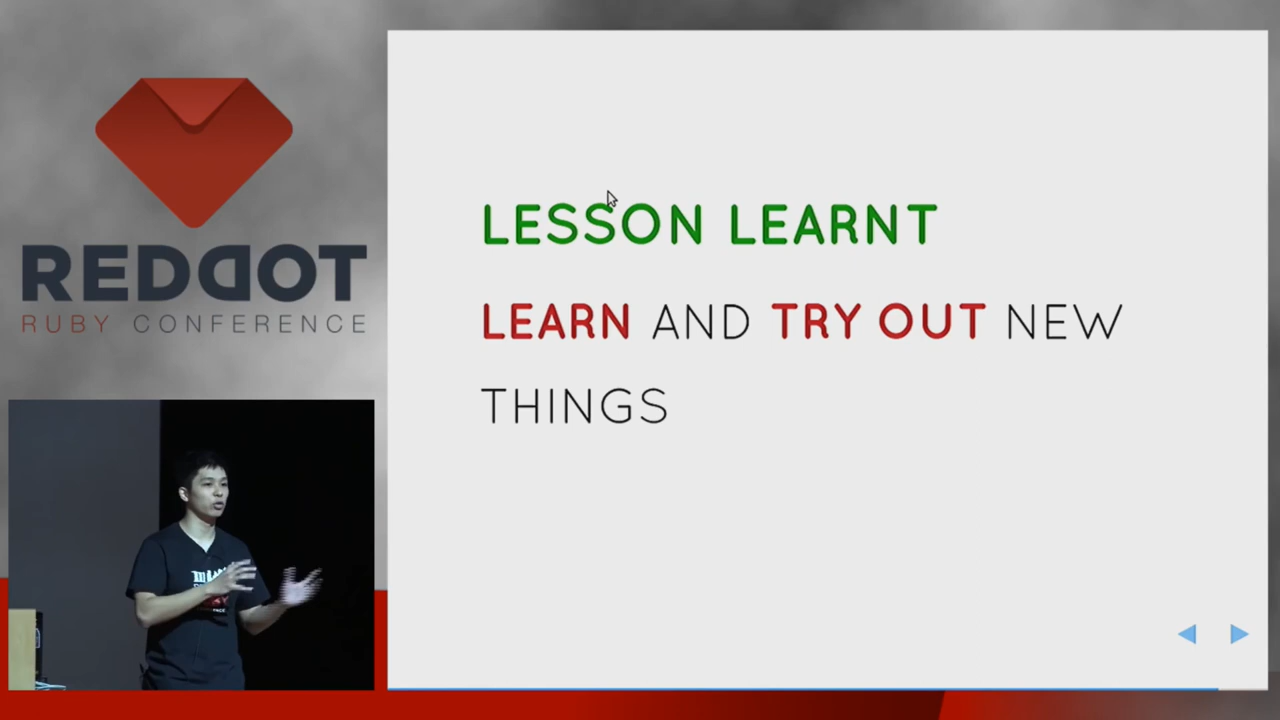 REDDOT
RUBY CONFERENCE
LESSON LEARNT
LEARN AND TRY OUT NEW
THINGS